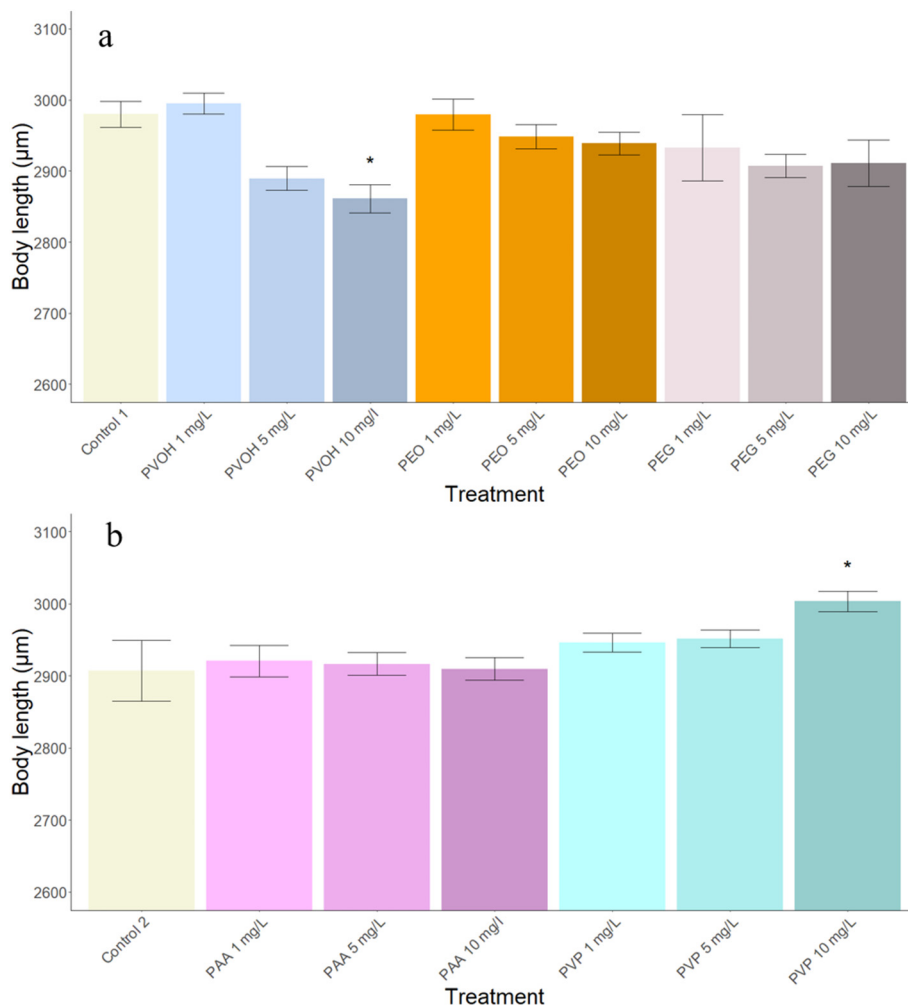 a
3100
3000
2900
2800
2700
2600
Body length (µm)
*
Control 1
PVOH 1 mg/L
PVOH 5 mg/L
PVOH 10 mg/l
PEO 1 mg/L
PEO 5 mg/L
PEO 10 mg/L
PEG 1 mg/L
PEG 5 mg/L
PEG 10 mg/L
Treatment
b
3100
3000
2900
2800
2700
2600
Body length (µm)
*
Control 2
PAA 1 mg/L
PAA 5 mg/L
PAA 10 mg/l
PVP 1 mg/L
PVP 5 mg/L
PVP 10 mg/L
Treatment